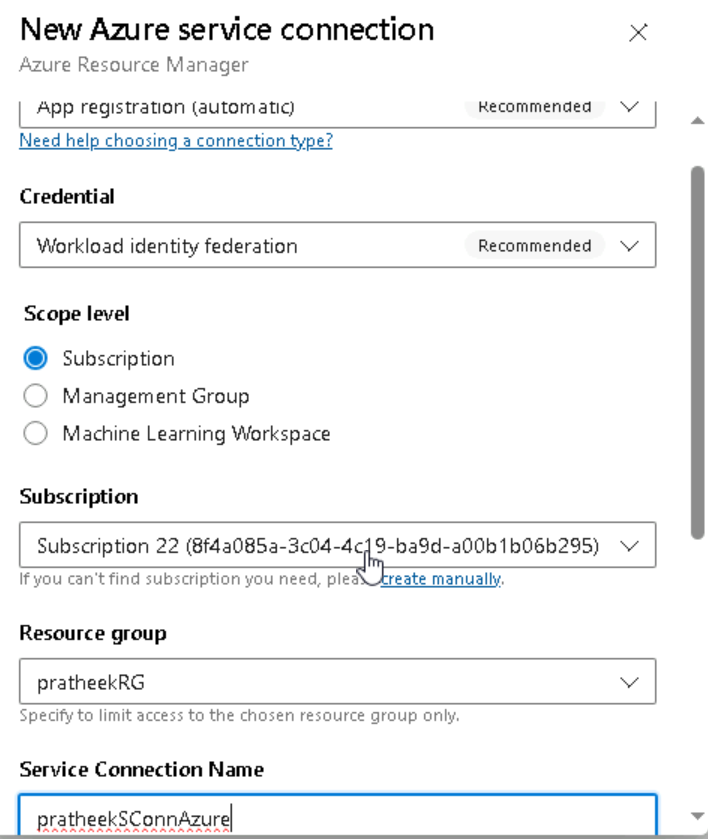 New Azure service connection
Azure Resource Manager
App registration (automatic) Recommended
Need help choosing a connection type?
Credential
Workload identity federation Recommended
Scope level
Subscription
Management Group
Machine Learning Workspace
Subscription
Subscription 22 (8f4a085a-3c04-4c19-ba9d-a00b1b06b295)
If you can't find subscription you need, please create manually.
Resource group
pratheekRG
Specify to limit access to the chosen resource group only.
Service Connection Name
pratheekSConnAzure